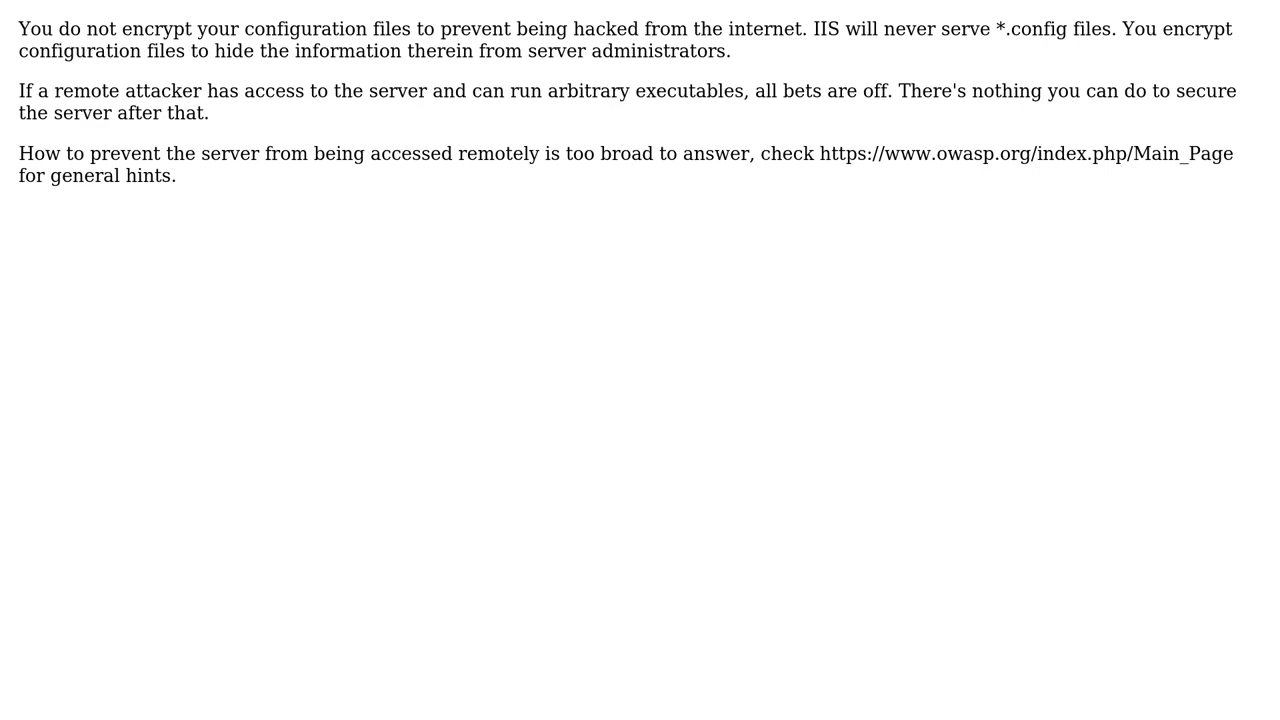 You do not encrypt your configuration files to prevent being hacked from the internet. IIS will never serve *.config files. You encrypt
configuration files to hide the information therein from server administrators.
If a remote attacker has access to the server and can run arbitrary executables, all bets are off. There's nothing you can do to secure
the server after that.
How to prevent the server from being accessed remotely is too broad to answer, check https://www.owasp.org/index.php/Main_Page
for general hints.